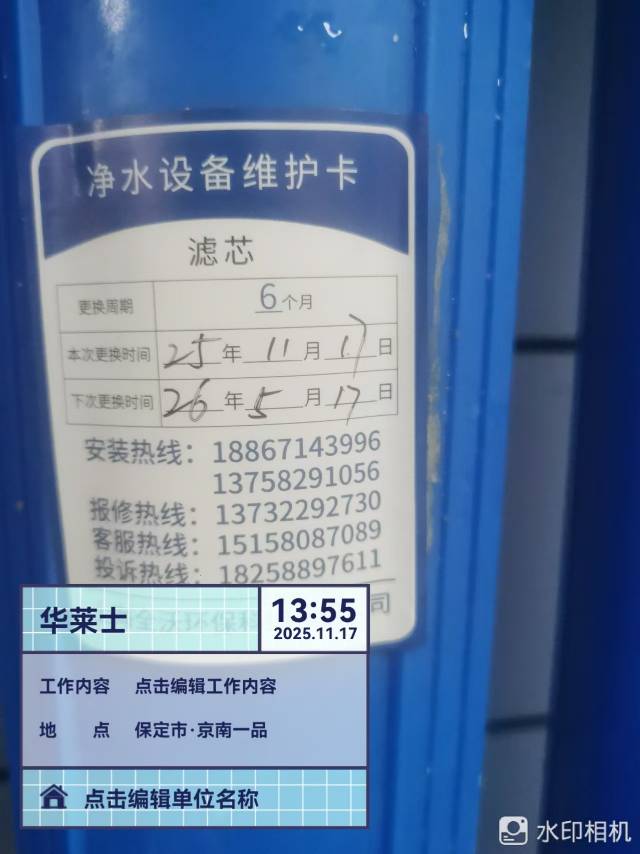 净水设备维护卡
滤芯
更换周期 6个月
本次更换时间 25年11月17日
下次更换时间 26年5月17日
安装热线：18867143996
13758291056
报修热线：13732292730
客服热线：15158087089
投诉热线：18258897611
司
华莱士
13:55
2025.11.17
工作内容 点击编辑工作内容
地 点 保定市·京南一品
点击编辑单位名称
水印相机